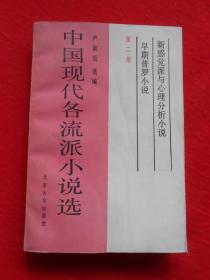 新感觉派与心理分析小说
早期普罗小说
第二册
严家炎 选编
中国现代各流派小说选
北京大学出版社